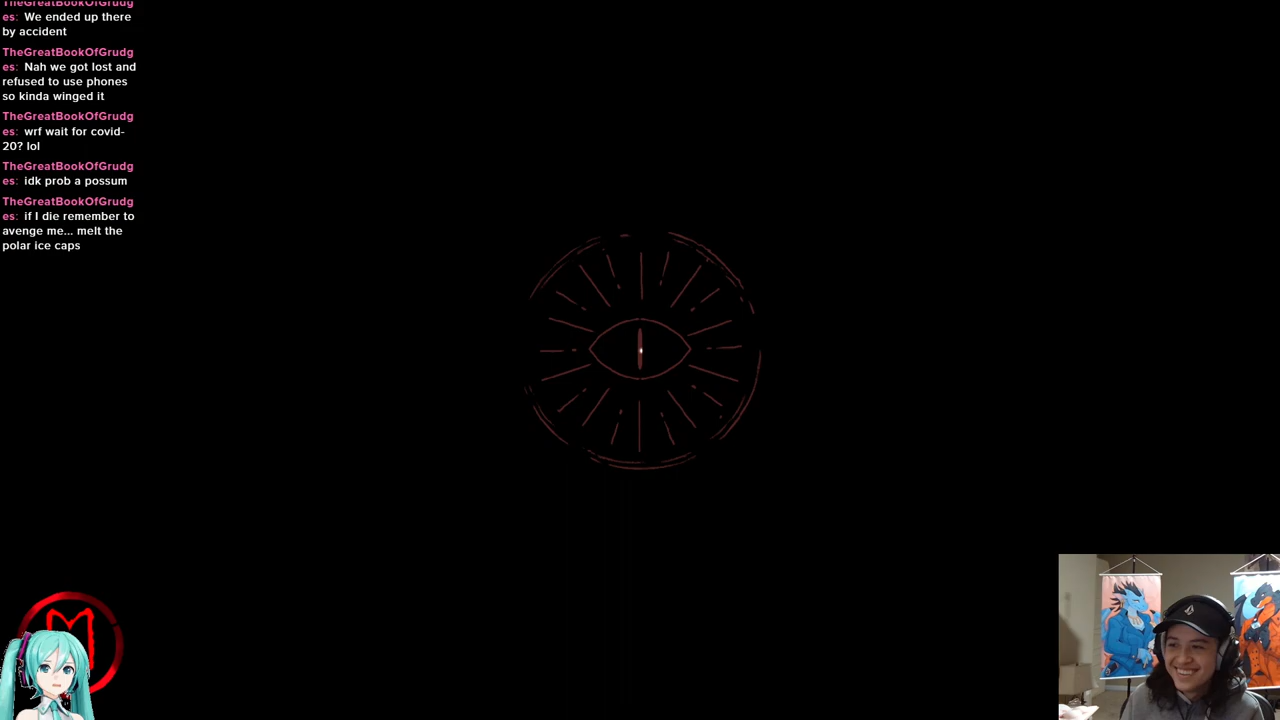 TheGreatBookOfGrudg
es: We ended up there
by accident
TheGreatBookOfGrudg
es: Nah we got lost and
refused to use phones
so kinda winged it
TheGreatBookOfGrudg
es: wrf wait for covid-
20? lol
TheGreatBookOfGrudg
es: idk prob a possum
TheGreatBookOfGrudg
es: if I die remember to
avenge me... melt the
polar ice caps
M